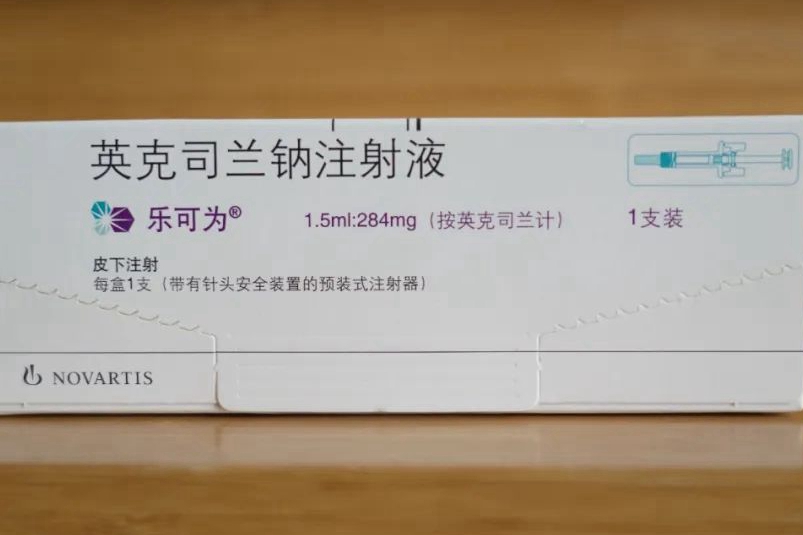 英克司兰钠注射液
乐可为® 1.5ml:284mg（按英克司兰计） 1支装
皮下注射
每盒1支（带有针头安全装置的预装式注射器）
NOVARTIS